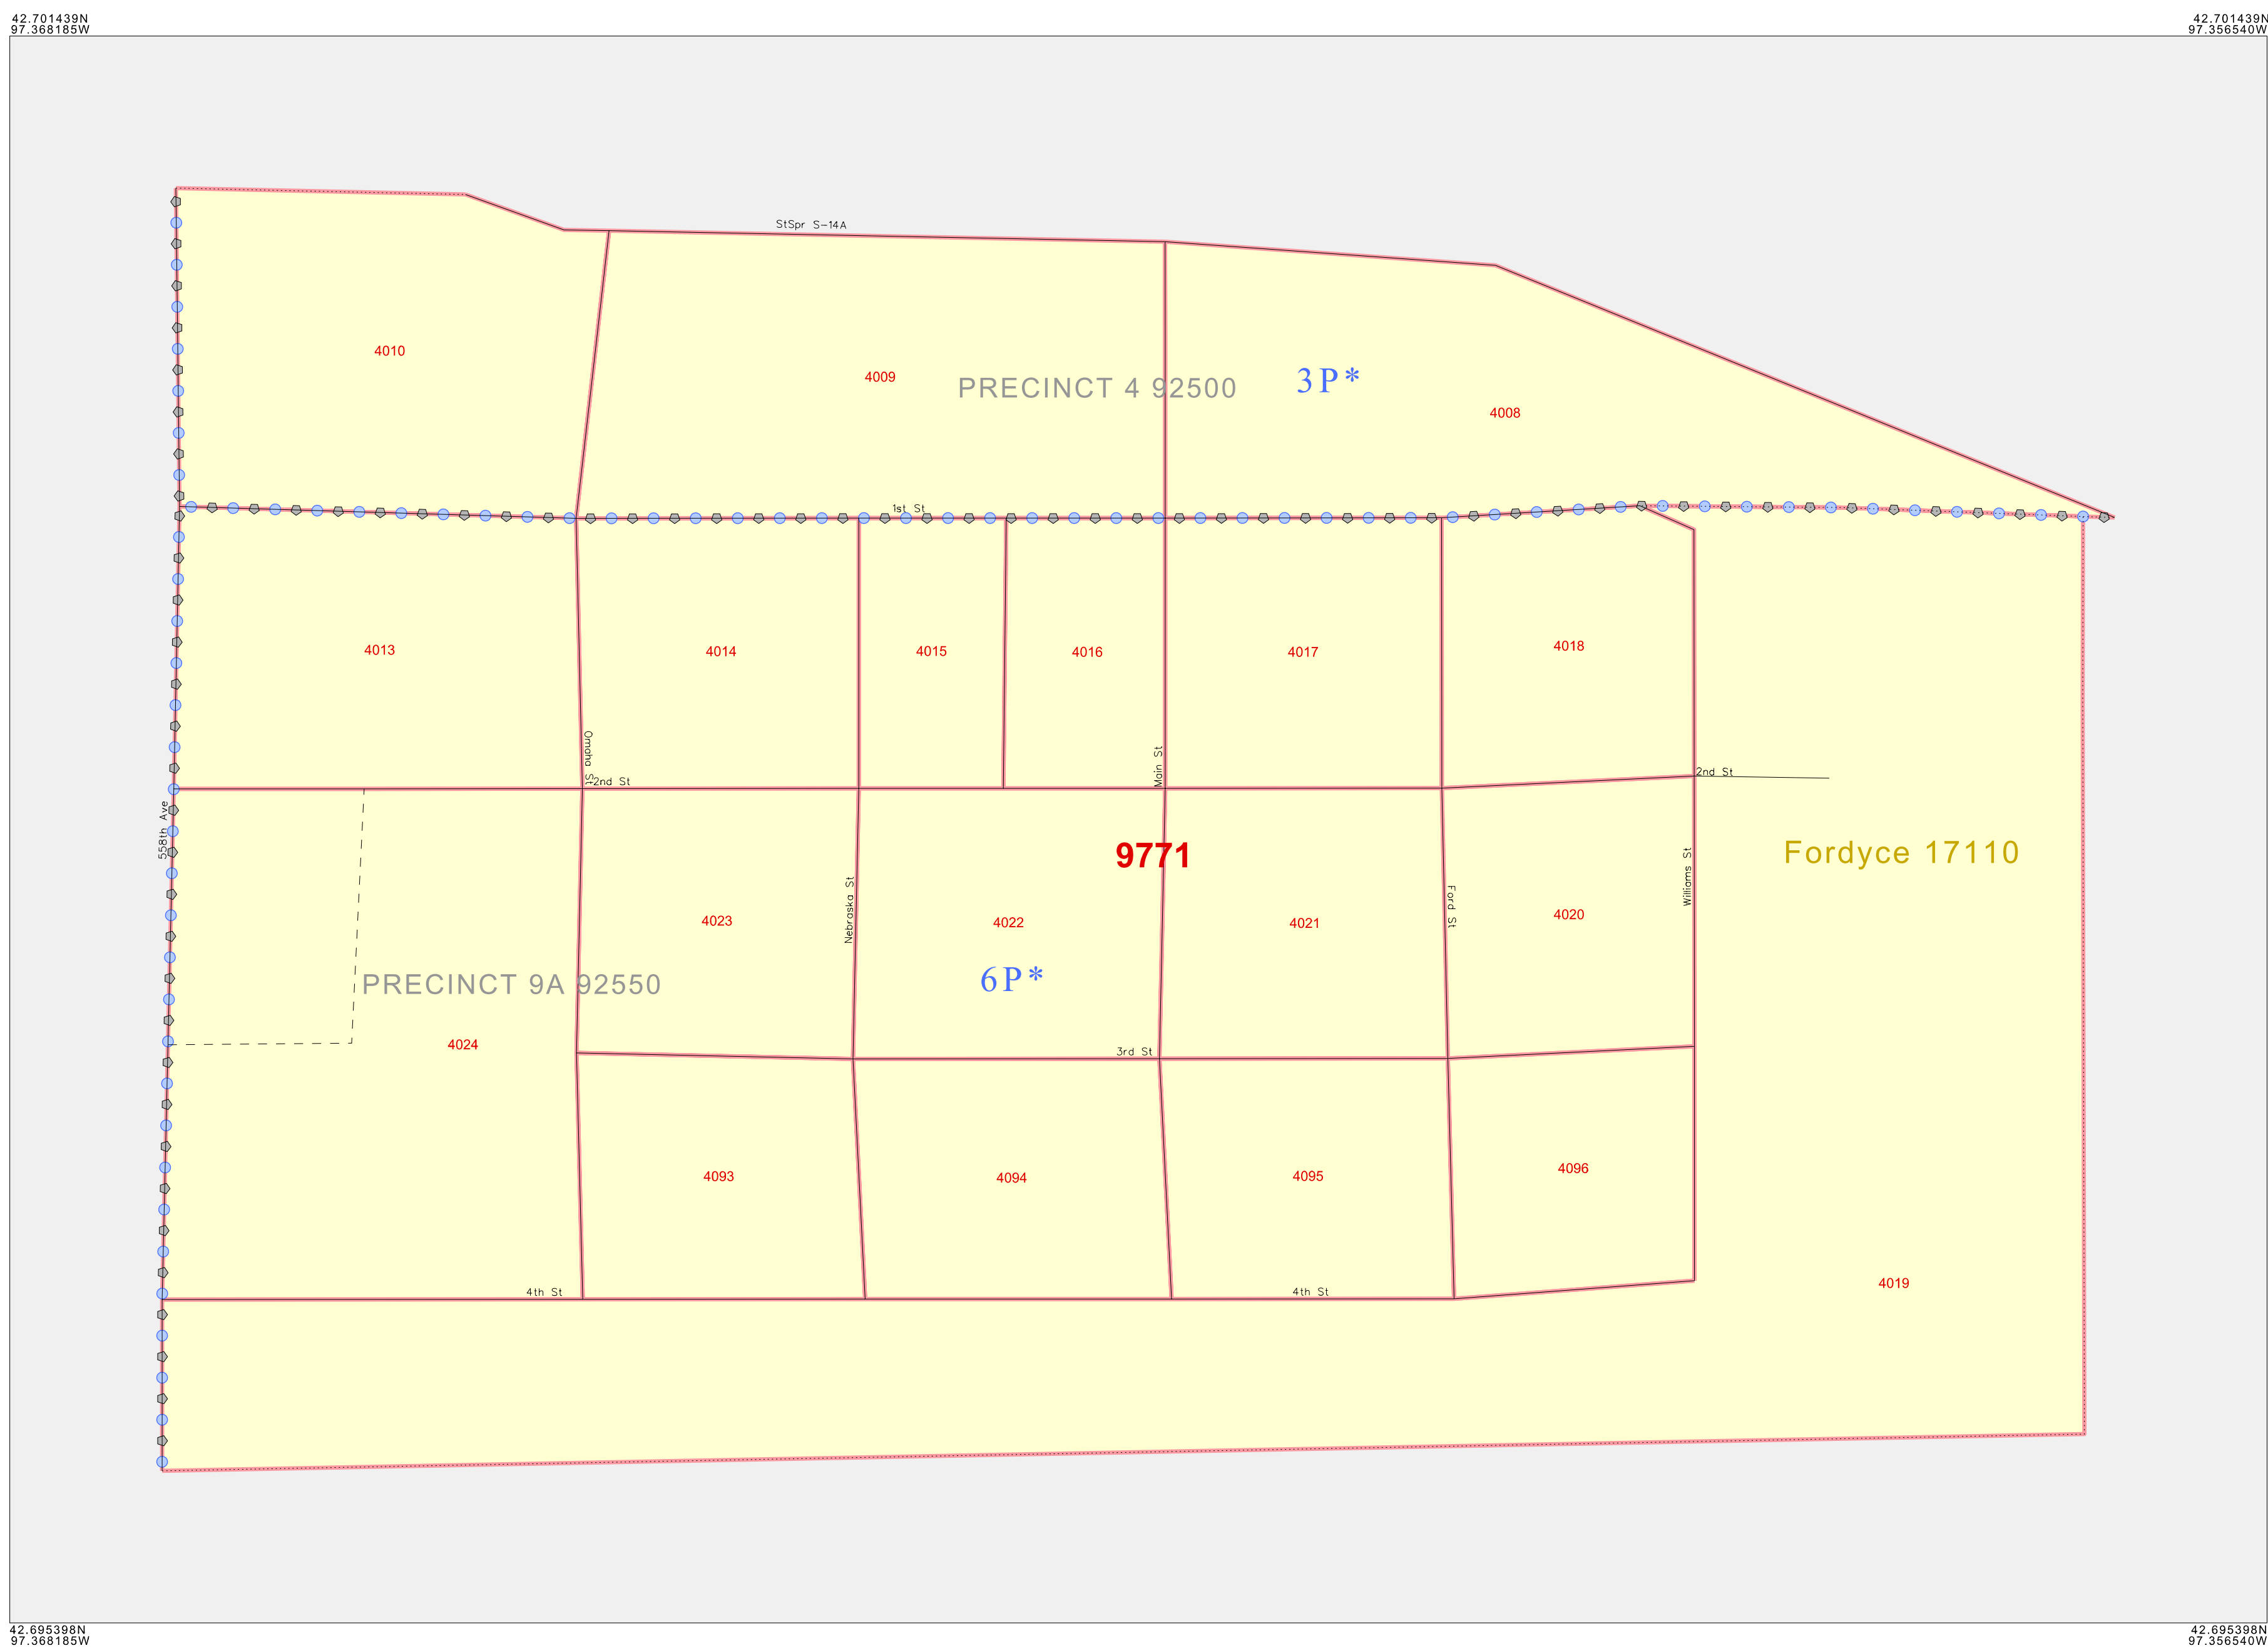 42.701439N
97.368185W
42.701439N
97.356540W
StSpr S-14A
4010
4009
PRECINCT 4 92500
3P*
4008
1st St
4013
4014
4015
4016
4017
4018
Omaha St
2nd St
Main St
2nd St
558th Ave
9771
Fordyce 17110
Nebraska St
Ford St
Williams St
4023
4022
4021
4020
PRECINCT 9A 92550
6P*
4024
3rd St
4093
4094
4095
4096
4th St
4th St
4019
42.695398N
97.368185W
42.695398N
97.356540W